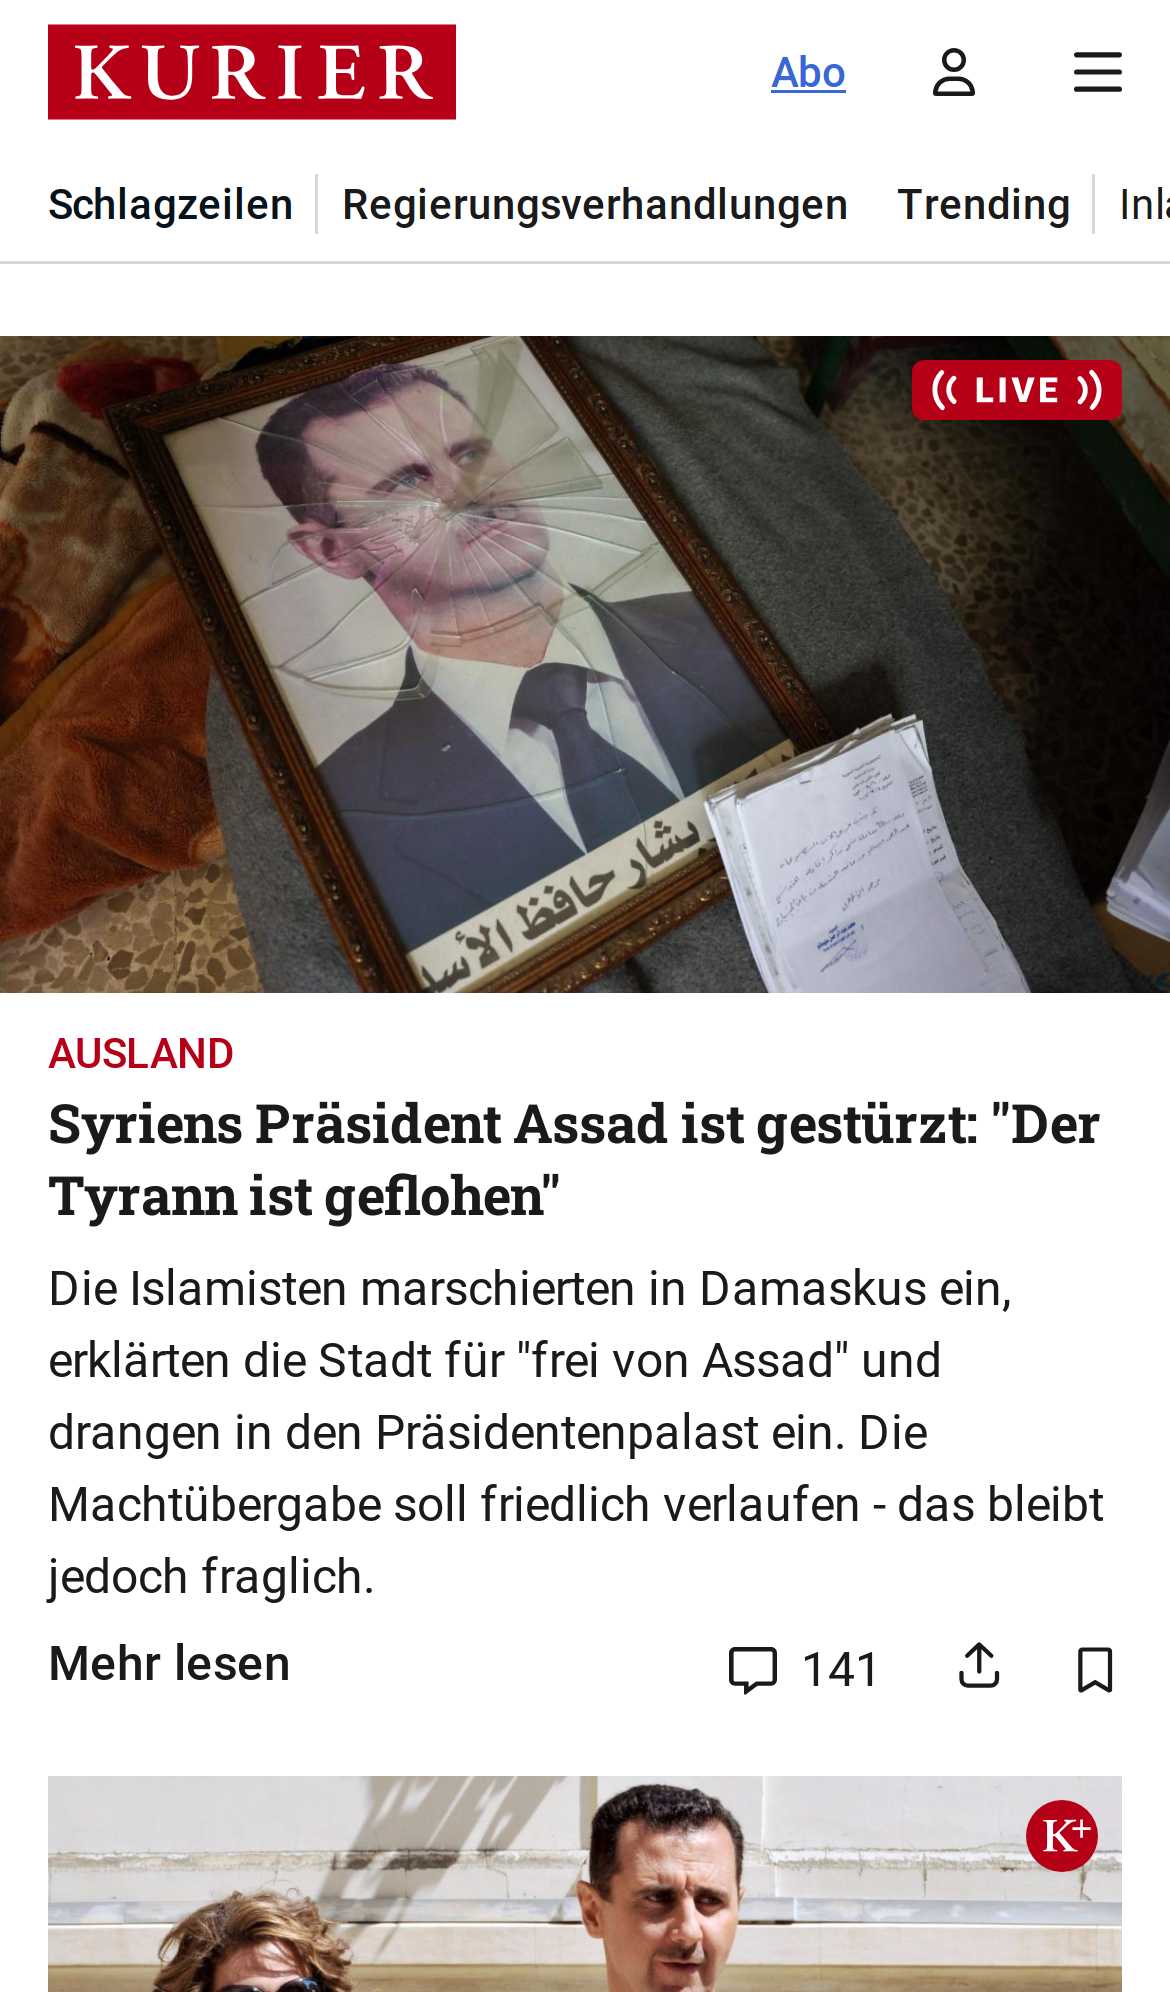 KURIER
Abo
Schlagzeilen Regierungsverhandlungen Trending Inla
LIVE
بشار حافظ الأسد
AUSLAND
Syriens Präsident Assad ist gestürzt: "Der
Tyrann ist geflohen"
Die Islamisten marschierten in Damaskus ein,
erklärten die Stadt für "frei von Assad" und
drangen in den Präsidentenpalast ein. Die
Machtübergabe soll friedlich verlaufen - das bleibt
jedoch fraglich.
Mehr lesen 141
K+